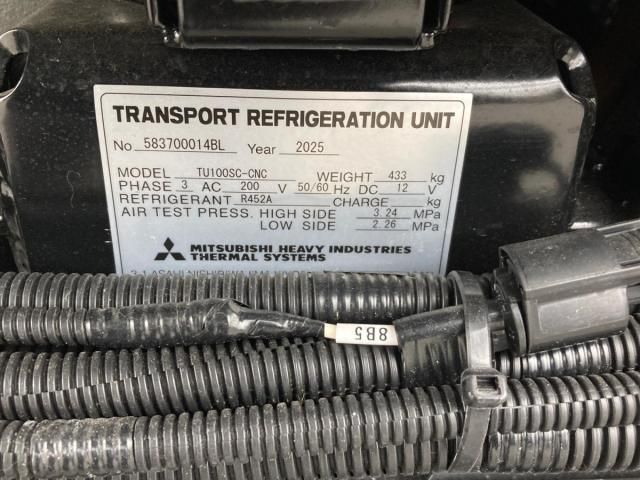 TRANSPORT REFRIGERATION UNIT
No 583700014BL Year 2025
MODEL TU100SC-CNC WEIGHT 433 kg
PHASE 3 AC 200 V 50/60 Hz DC 12 V
REFRIGERANT R452A CHARGE kg
AIR TEST PRESS. HIGH SIDE 3.24 MPa
LOW SIDE 2.26 MPa
MITSUBISHI HEAVY INDUSTRIES
THERMAL SYSTEMS
8B5